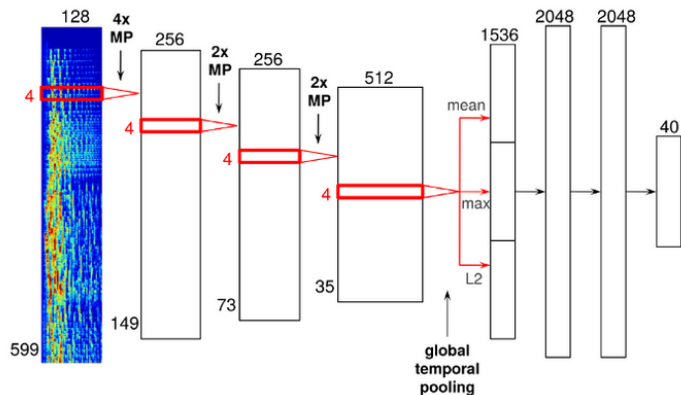 128
4x
MP
256
2x
MP
256
2x
MP
512
1536
2048
2048
40
4
4
4
4
mean
max
L2
599
149
73
35
global
temporal
pooling